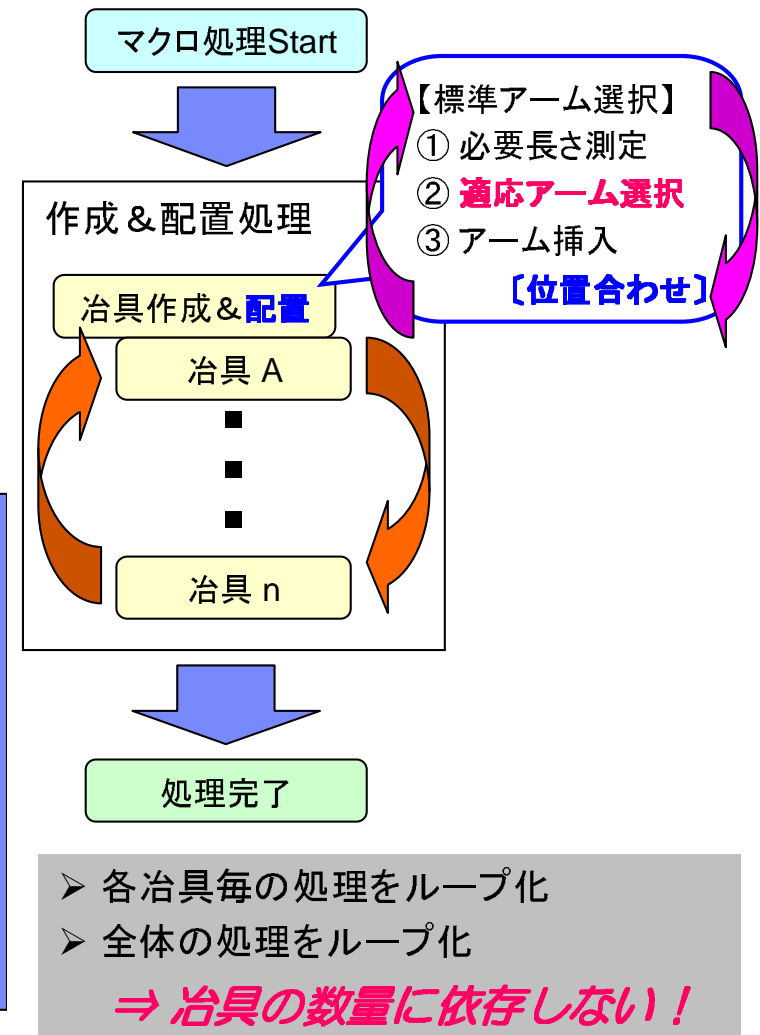 マクロ処理Start
【標準アーム選択】
① 必要長さ測定
② 適応アーム選択
③ アーム挿入
〔位置合わせ〕
作成＆配置処理
冶具作成＆配置
冶具 A
冶具 n
処理完了
➢ 各冶具毎の処理をループ化
➢ 全体の処理をループ化
⇒ 冶具の数量に依存しない！